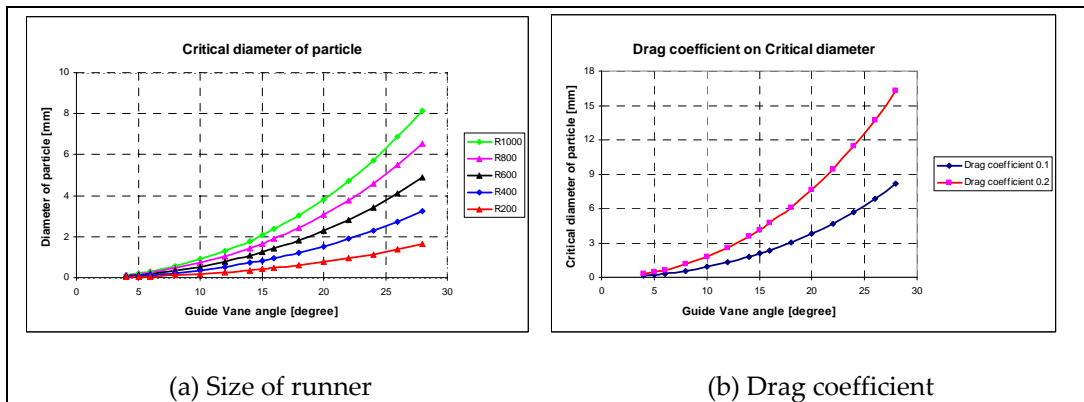 Critical diameter of particle
Diameter of particle [mm]
10
8
6
4
2
0
0 5 10 15 20 25 30
Guide Vane angle [degree]
R1000
R800
R600
R400
R200
(a) Size of runner
Drag coefficient on Critical diameter
Critical diameter of particle [mm]
18
15
12
9
6
3
0
0 5 10 15 20 25 30
Guide Vane angle [degree]
Drag coefficient 0.1
Drag coefficient 0.2
(b) Drag coefficient